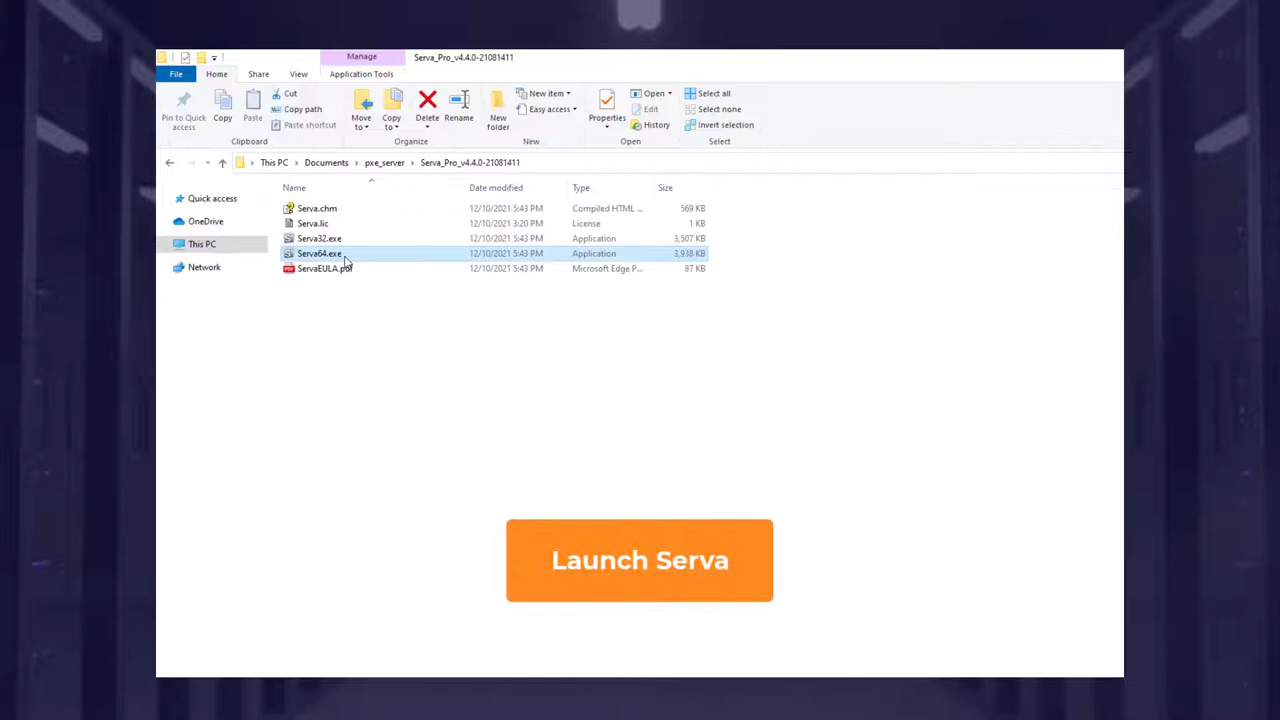 Manage
Serva_Pro_v4.4.0-21081411
File Home Share View Application Tools
Pin to Quick access
Copy
Paste
Cut
Copy path
Paste shortcut
Clipboard
Move to
Copy to
Delete
Rename
Organize
New folder
New item
Easy access
New
Properties
Open
Edit
History
Open
Select all
Select none
Invert selection
Select
This PC > Documents > pxe_server > Serva_Pro_v4.4.0-21081411
Quick access
OneDrive
This PC
Network
Name Date modified Type Size
Serva.chm 12/10/2021 5:43 PM Compiled HTML ... 569 KB
Serva.lic 12/10/2021 3:20 PM License 1 KB
Serva32.exe 12/10/2021 5:43 PM Application 3,507 KB
Serva64.exe 12/10/2021 5:43 PM Application 3,938 KB
ServaEULA.pdf 12/10/2021 5:43 PM Microsoft Edge P... 87 KB
Launch Serva